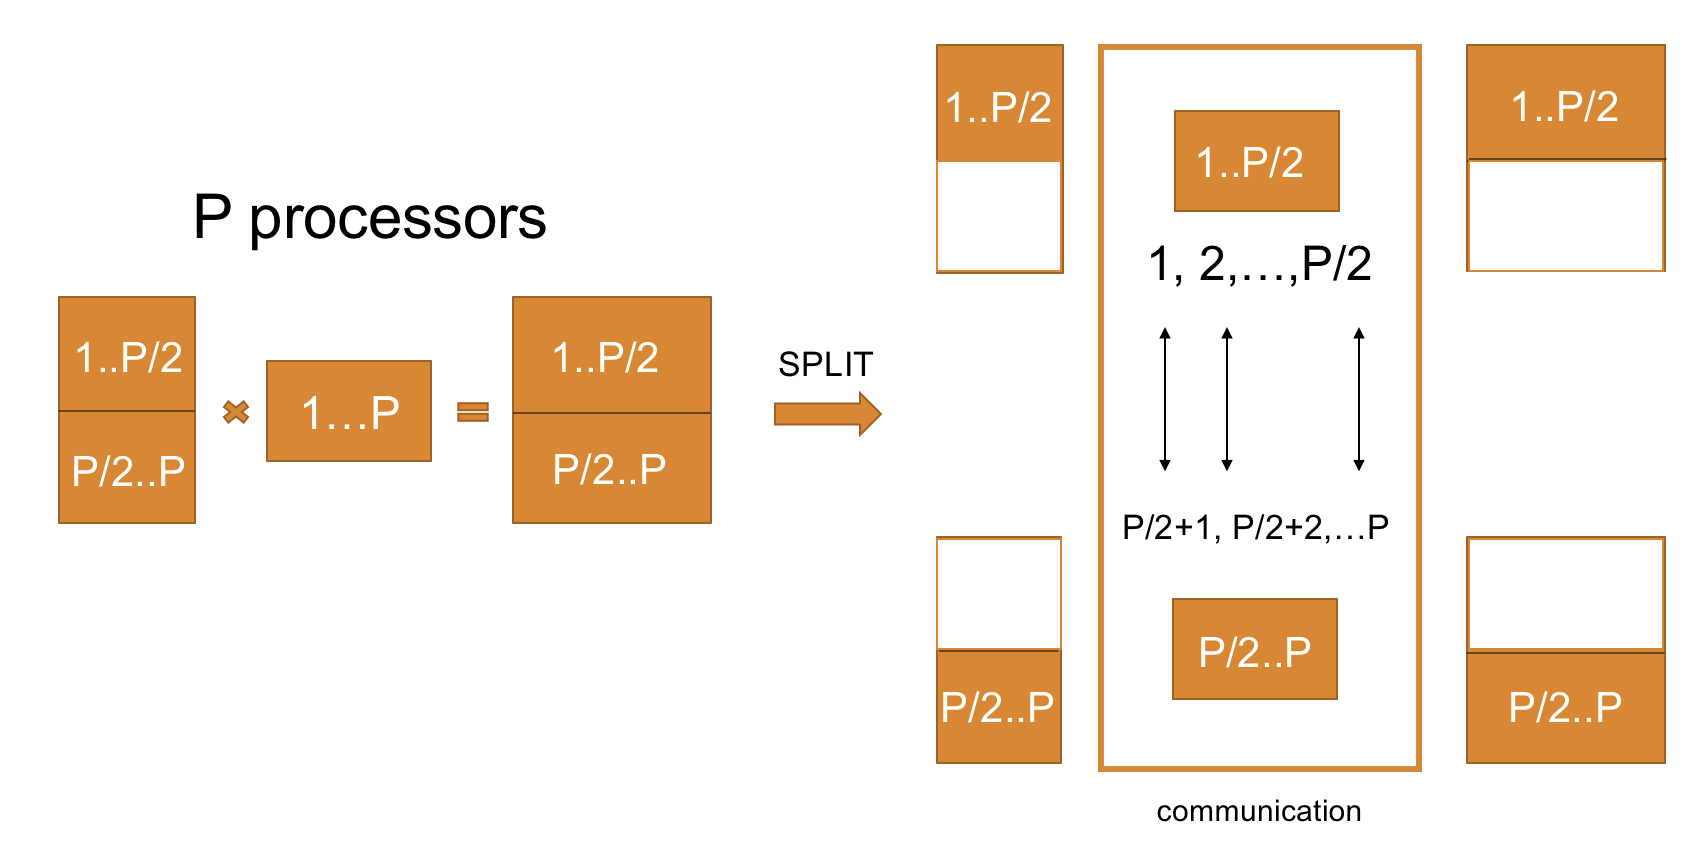 P processors
1..P/2
P/2..P
1...P
1..P/2
P/2..P
SPLIT
1..P/2
P/2..P
1..P/2
1, 2,...,P/2
P/2+1, P/2+2,...P
P/2..P
communication
1..P/2
P/2..P